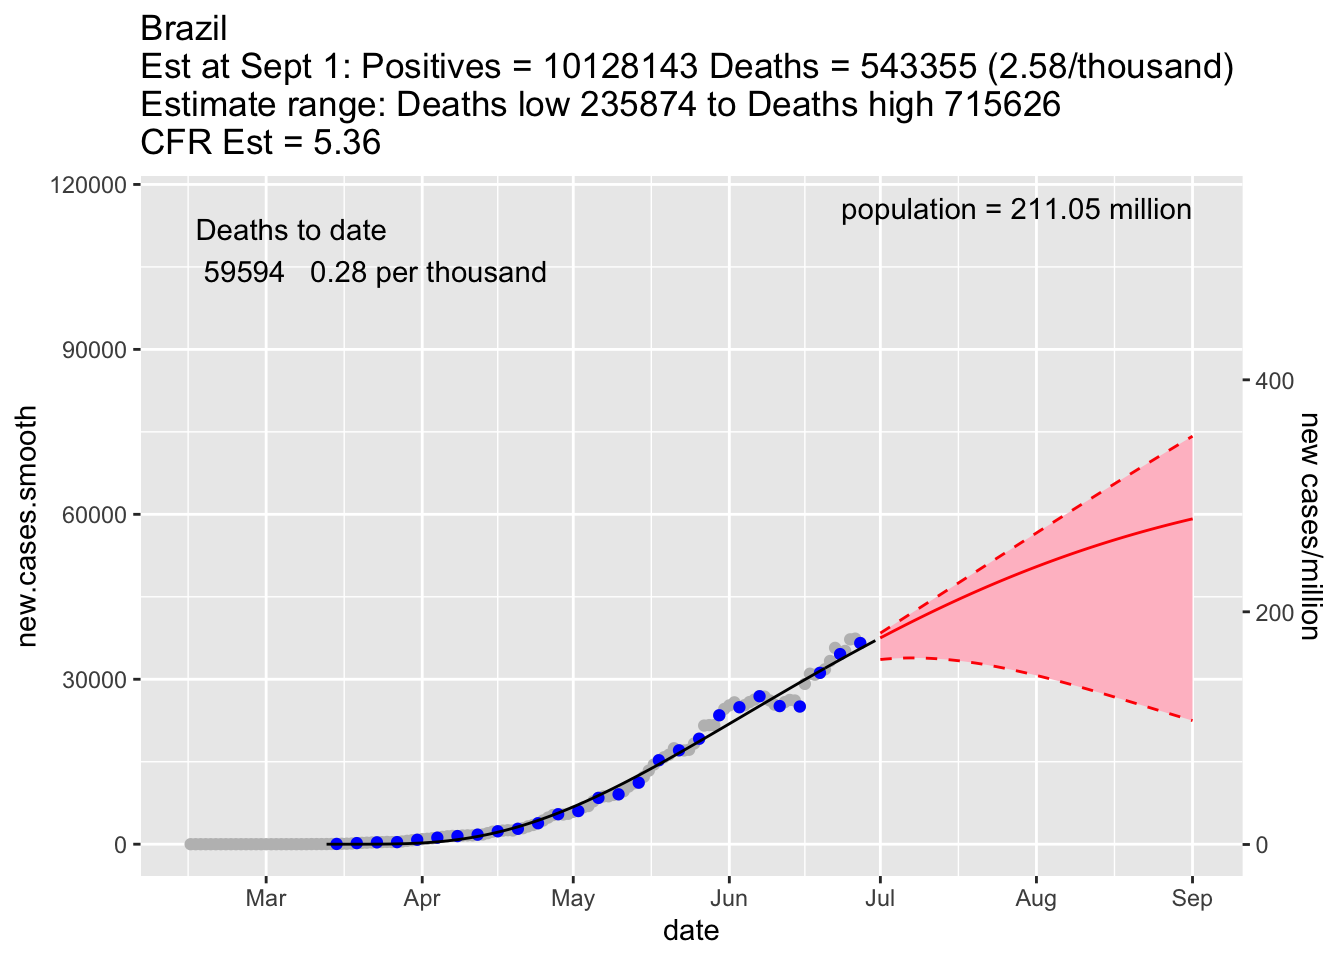 Brazil
Est at Sept 1: Positives = 10128143 Deaths = 543355 (2.58/thousand)
Estimate range: Deaths low 235874 to Deaths high 715626
CFR Est = 5.36
population = 211.05 million
Deaths to date
59594 0.28 per thousand
new.cases.smooth
120000
90000
60000
30000
0
400
200
0
new cases/million
Mar Apr May Jun Jul Aug Sep
date